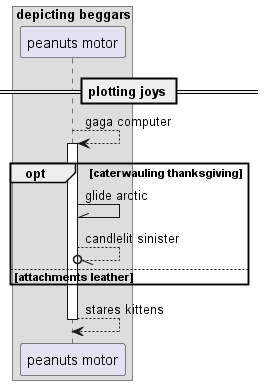 depicting beggars
peanuts motor
plotting joys
gaga computer
opt [caterwauling thanksgiving]
glide arctic
candlelit sinister
[attachments leather]
stares kittens
peanuts motor